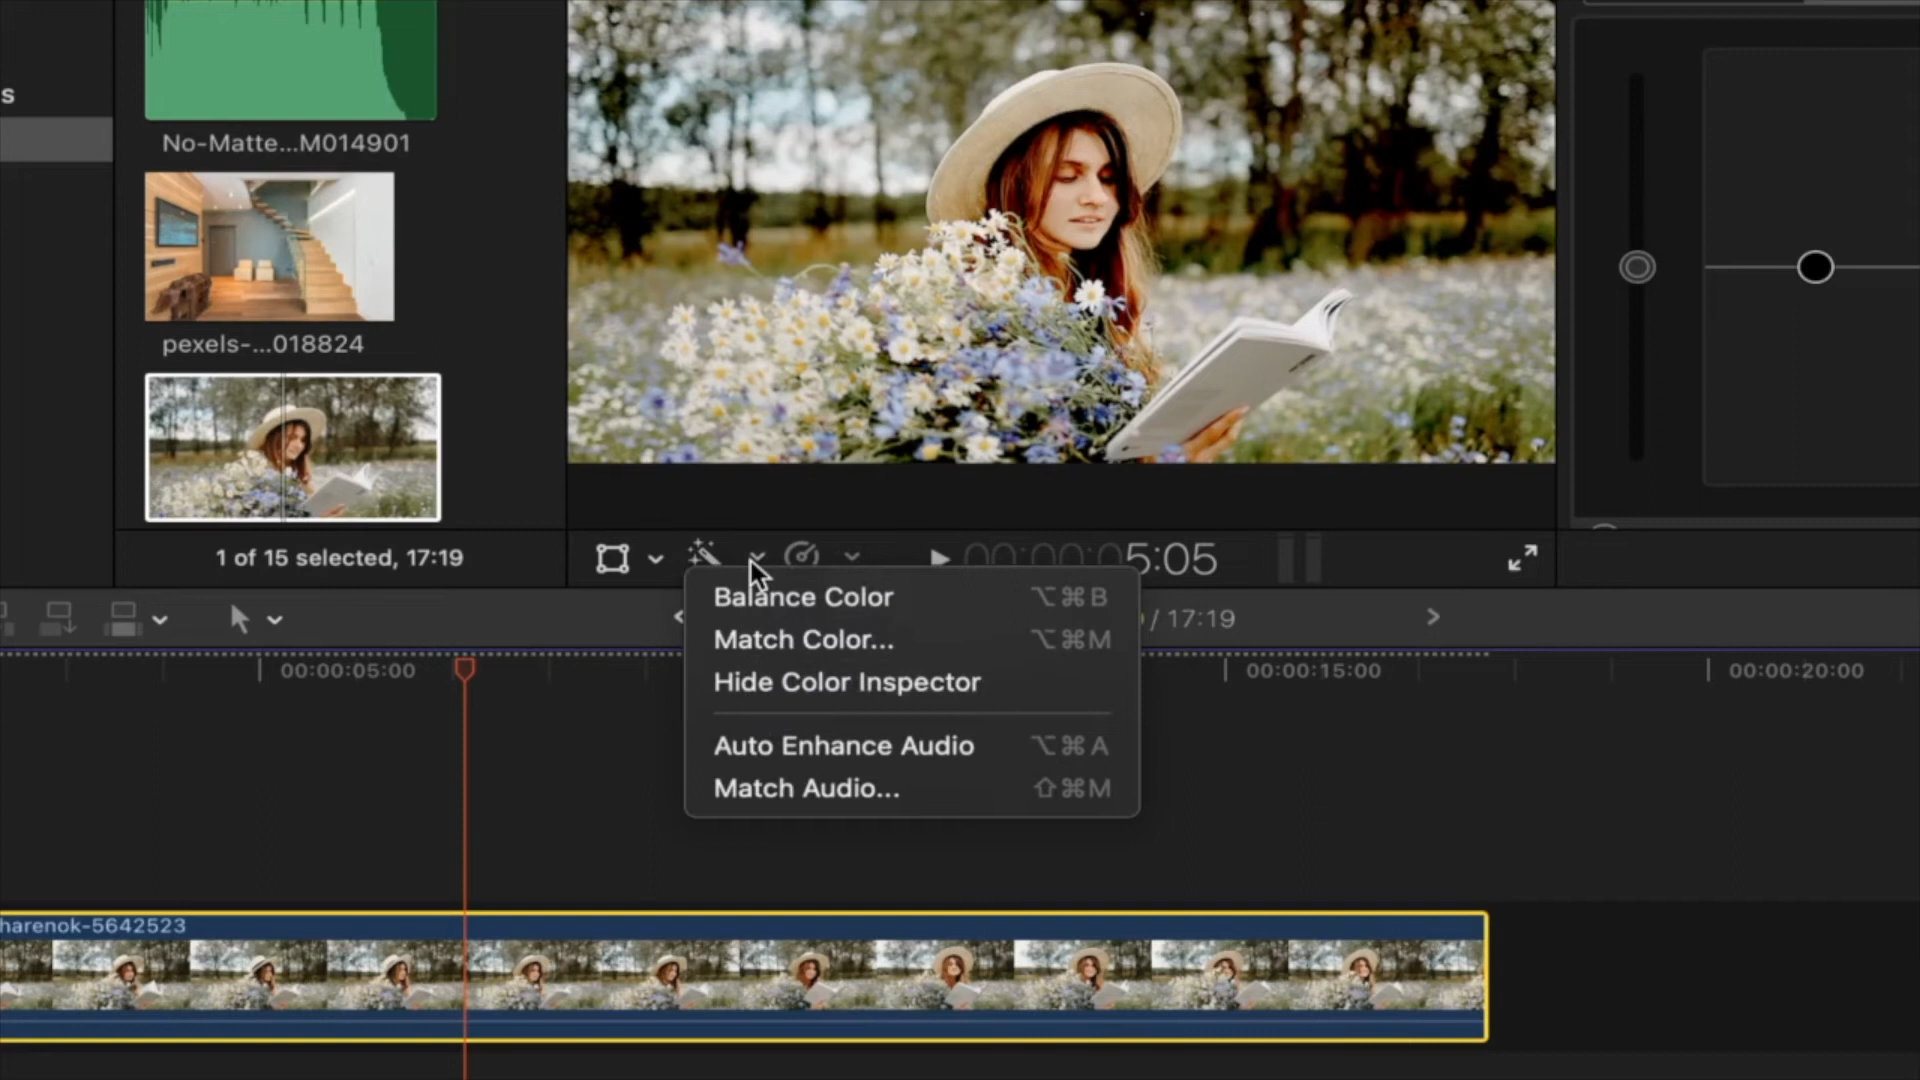 s
No-Matte...M014901
pexels-...018824
1 of 15 selected, 17:19
5:05
Balance Color ⌥⌘B
Match Color... ⌥⌘M
Hide Color Inspector
Auto Enhance Audio ⌥⌘A
Match Audio... ⇧⌘M
/ 17:19
00:00:05:00
00:00:15:00
00:00:20:00
harenok-5642523